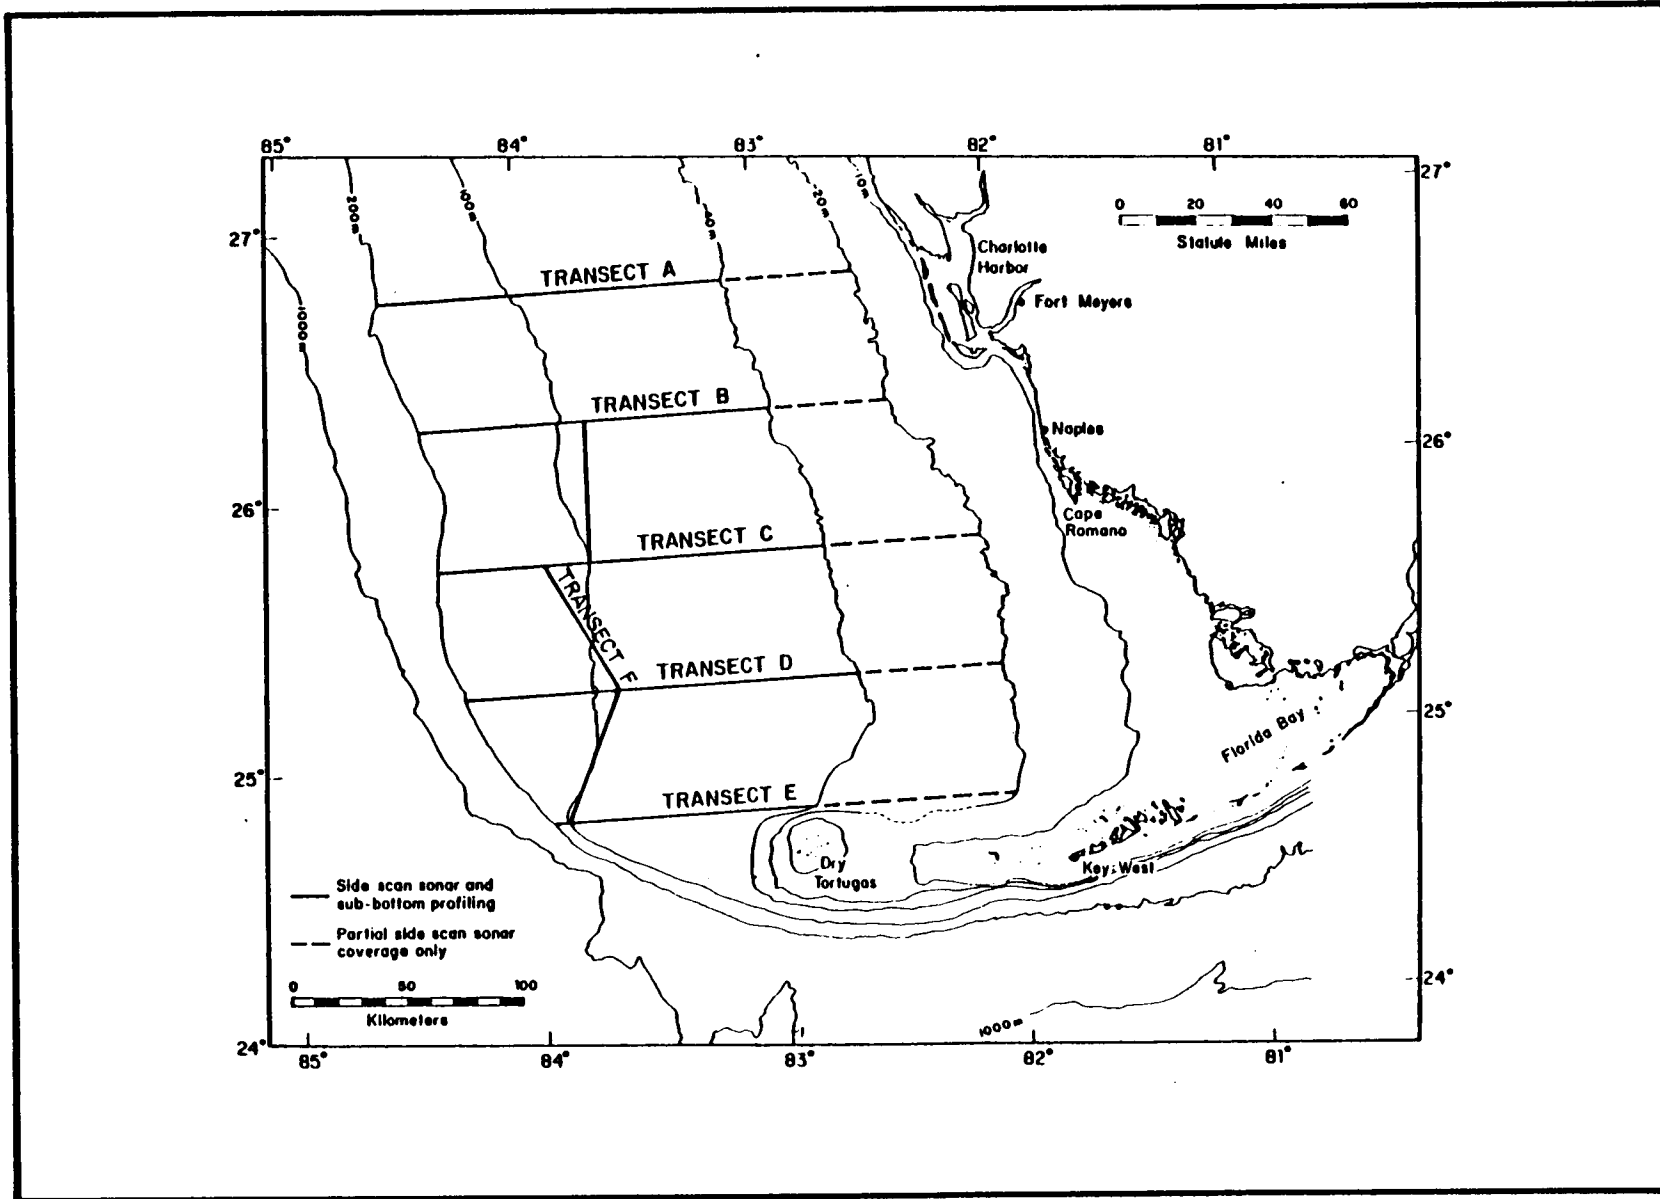 85° 84° 83° 82° 81°
27°
200m 100m 40m 20m 10m
0 20 40 60
Statute Miles
27°
Charlotte
Harbor
TRANSECT A
Fort Meyers
1000m
TRANSECT B
Naples
26°
26°
Cape
Romano
TRANSECT C
TRANSECT F
TRANSECT D
25°
Florida Bay
25°
TRANSECT E
Dry
Tortugas
Key West
Side scan sonar and
sub-bottom profiling
Partial side scan sonar
coverage only
24°
0 50 100
Kilometers
1000m
24°
85° 84° 83° 82° 81°